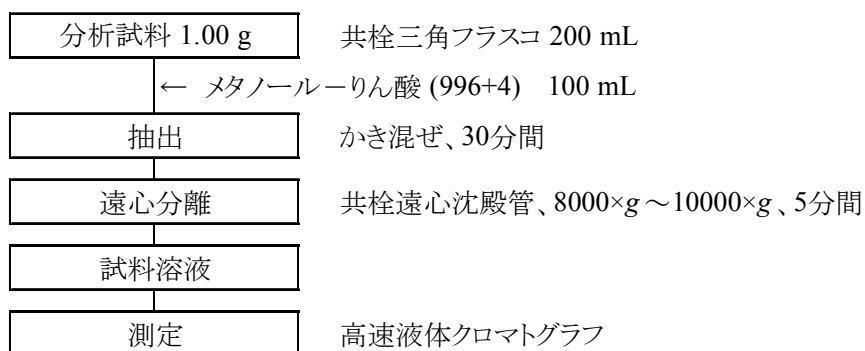 分析試料 1.00 g 共栓三角フラスコ 200 mL
← メタノール－りん酸 (996+4) 100 mL
抽出 かき混ぜ、30分間
遠心分離 共栓遠心沈殿管、8000×g～10000×g、5分間
試料溶液
測定 高速液体クロマトグラフ